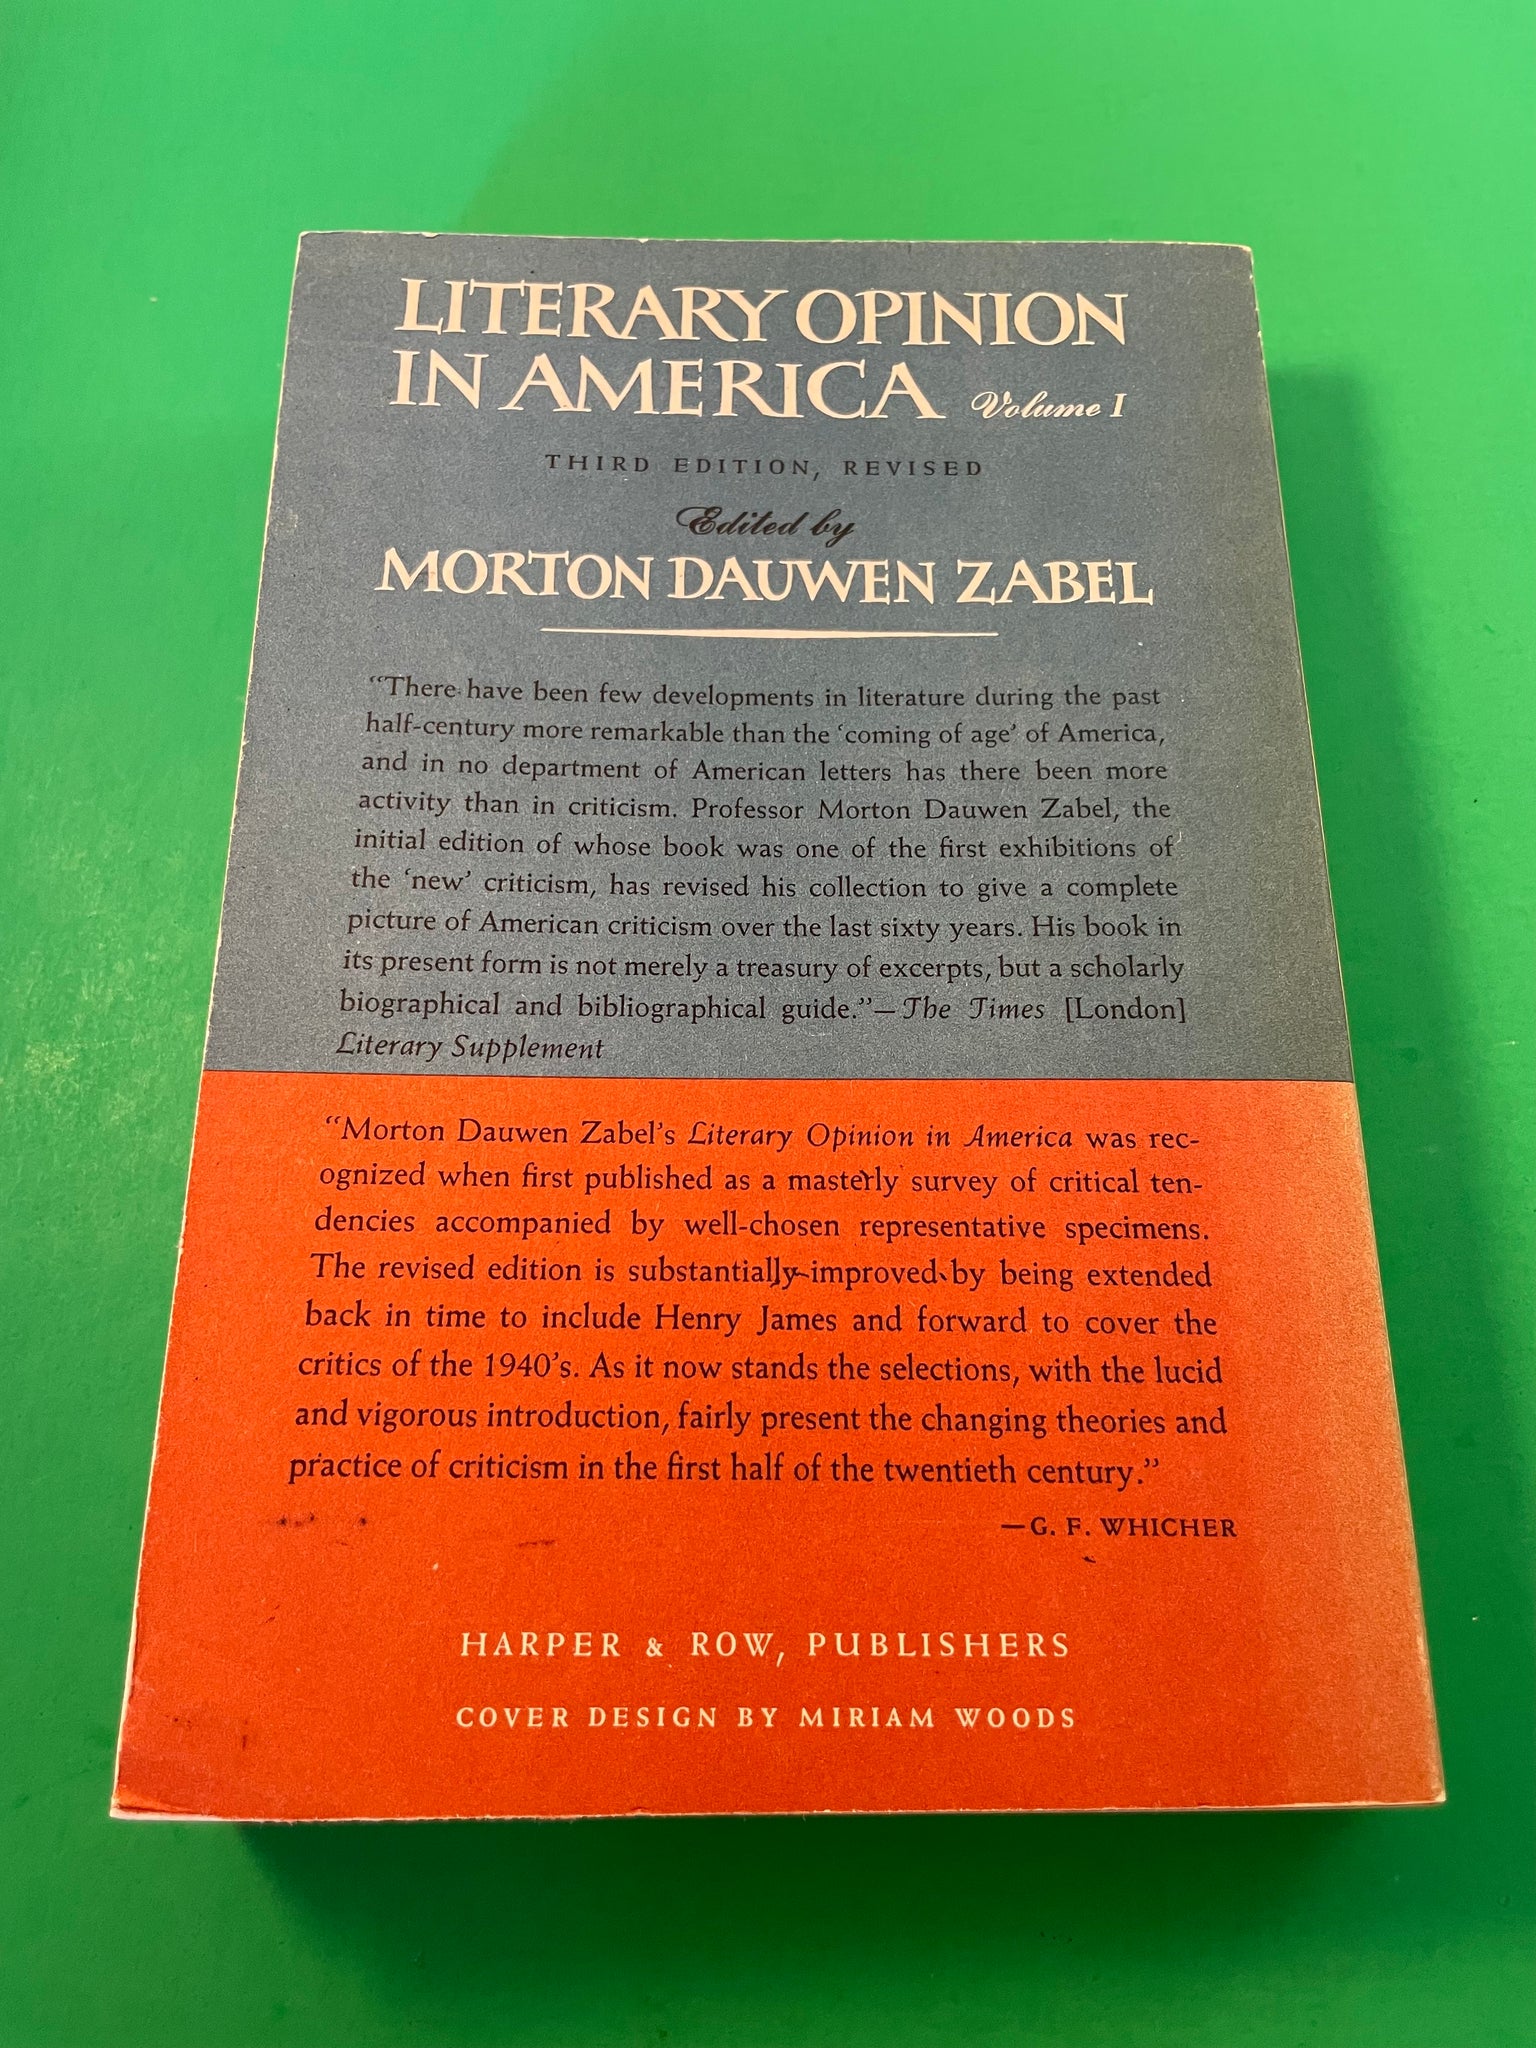 LITERARY OPINION
IN AMERICA Volume I
THIRD EDITION, REVISED
Edited by
MORTON DAUWEN ZABEL
“There have been few developments in literature during the past
half-century more remarkable than the ‘coming of age’ of America,
and in no department of American letters has there been more
activity than in criticism. Professor Morton Dauwen Zabel, the
initial edition of whose book was one of the first exhibitions of
the ‘new’ criticism, has revised his collection to give a complete
picture of American criticism over the last sixty years. His book in
its present form is not merely a treasury of excerpts, but a scholarly
biographical and bibliographical guide.”—The Times [London]
Literary Supplement
“Morton Dauwen Zabel’s Literary Opinion in America was rec-
ognized when first published as a masterly survey of critical ten-
dencies accompanied by well-chosen representative specimens.
The revised edition is substantially improved by being extended
back in time to include Henry James and forward to cover the
critics of the 1940’s. As it now stands the selections, with the lucid
and vigorous introduction, fairly present the changing theories and
practice of criticism in the first half of the twentieth century.”
—G. F. WHICHER
HARPER & ROW, PUBLISHERS
COVER DESIGN BY MIRIAM WOODS